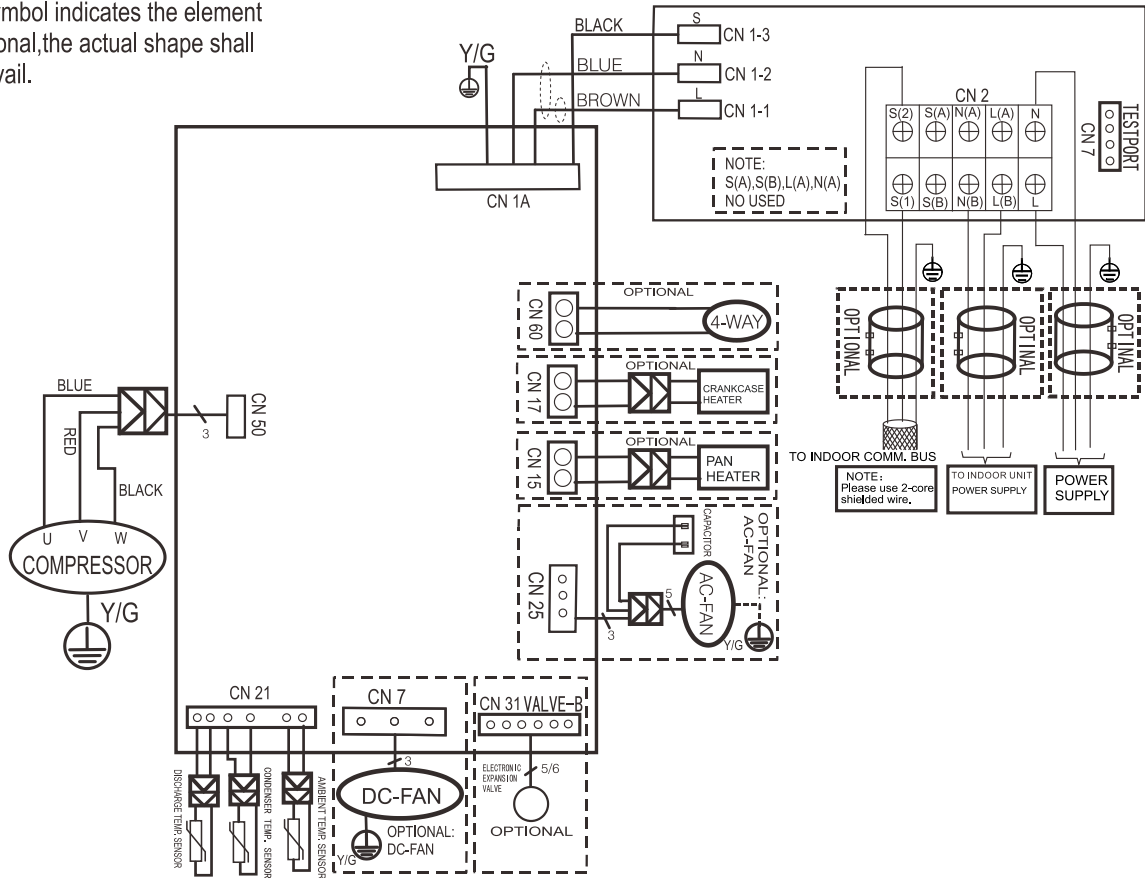 mbol indicates the element
onal,the actual shape shall
vail.
Y/G
BLACK
BLUE
BROWN
S
CN 1-3
N
CN 1-2
L
CN 1-1
CN 1A
NOTE:
S(A),S(B),L(A),N(A)
NO USED
CN 2
S(2) S(A) N(A) L(A) N
S(1) S(B) N(B) L(B) L
TESTPORT
CN 7
OPTIONAL
OPTINAL
OPTINAL
TO INDOOR COMM. BUS
NOTE:
Please use 2-core
shielded wire.
TO INDOOR UNIT
POWER SUPPLY
POWER
SUPPLY
OPTIONAL
CN 60
4-WAY
OPTIONAL
CN 17
CRANKCASE
HEATER
OPTIONAL
CN 15
PAN
HEATER
CAPACITOR
OPTIONAL:
AC-FAN
CN 25
3
5
AC-FAN
Y/G
BLUE
RED
BLACK
3
CN 50
U V W
COMPRESSOR
Y/G
CN 21
DISCHARGE TEMP. SENSOR
CONDENSER TEMP. SENSOR
AMBIENT TEMP. SENSOR
CN 7
3
DC-FAN
OPTIONAL:
DC-FAN
Y/G
CN 31 VALVE-B
ELECTRONIC
EXPANSION
VALVE
5/6
OPTIONAL